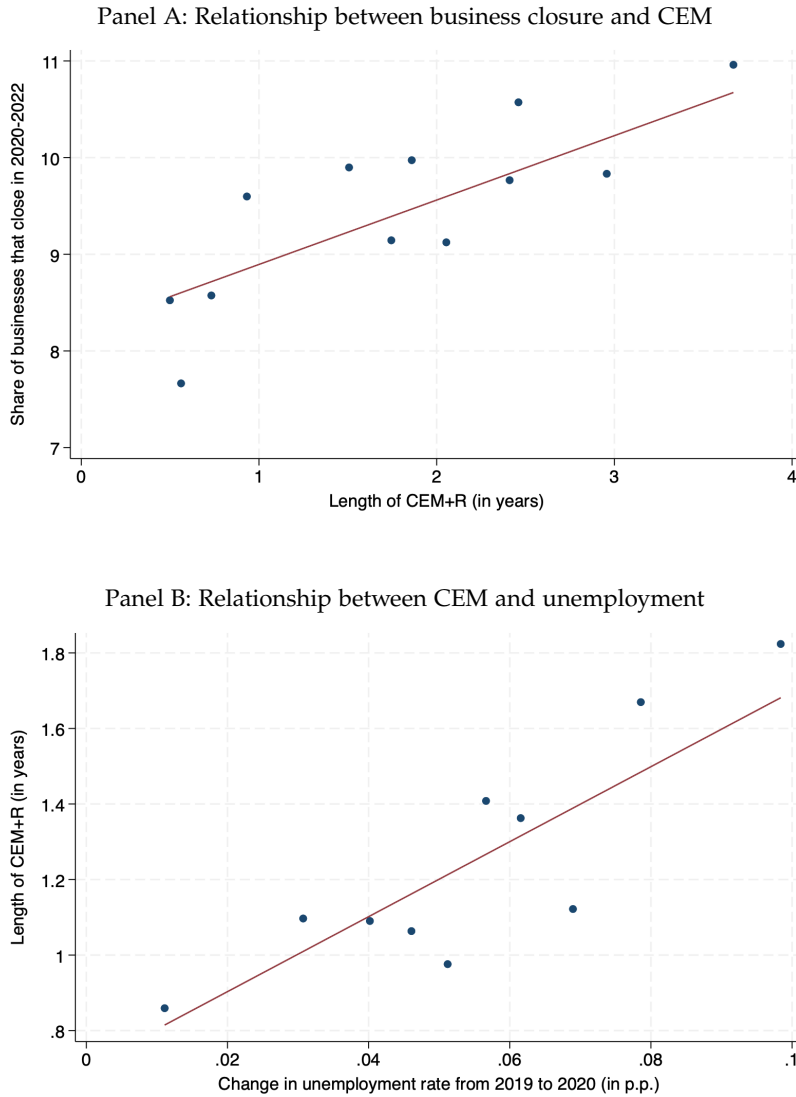 Panel A: Relationship between business closure and CEM
11
10
9
8
7
Share of businesses that close in 2020-2022
0 1 2 3 4
Length of CEM+R (in years)
Panel B: Relationship between CEM and unemployment
1.8
1.6
1.4
1.2
1
.8
Length of CEM+R (in years)
0 .02 .04 .06 .08 .1
Change in unemployment rate from 2019 to 2020 (in p.p.)